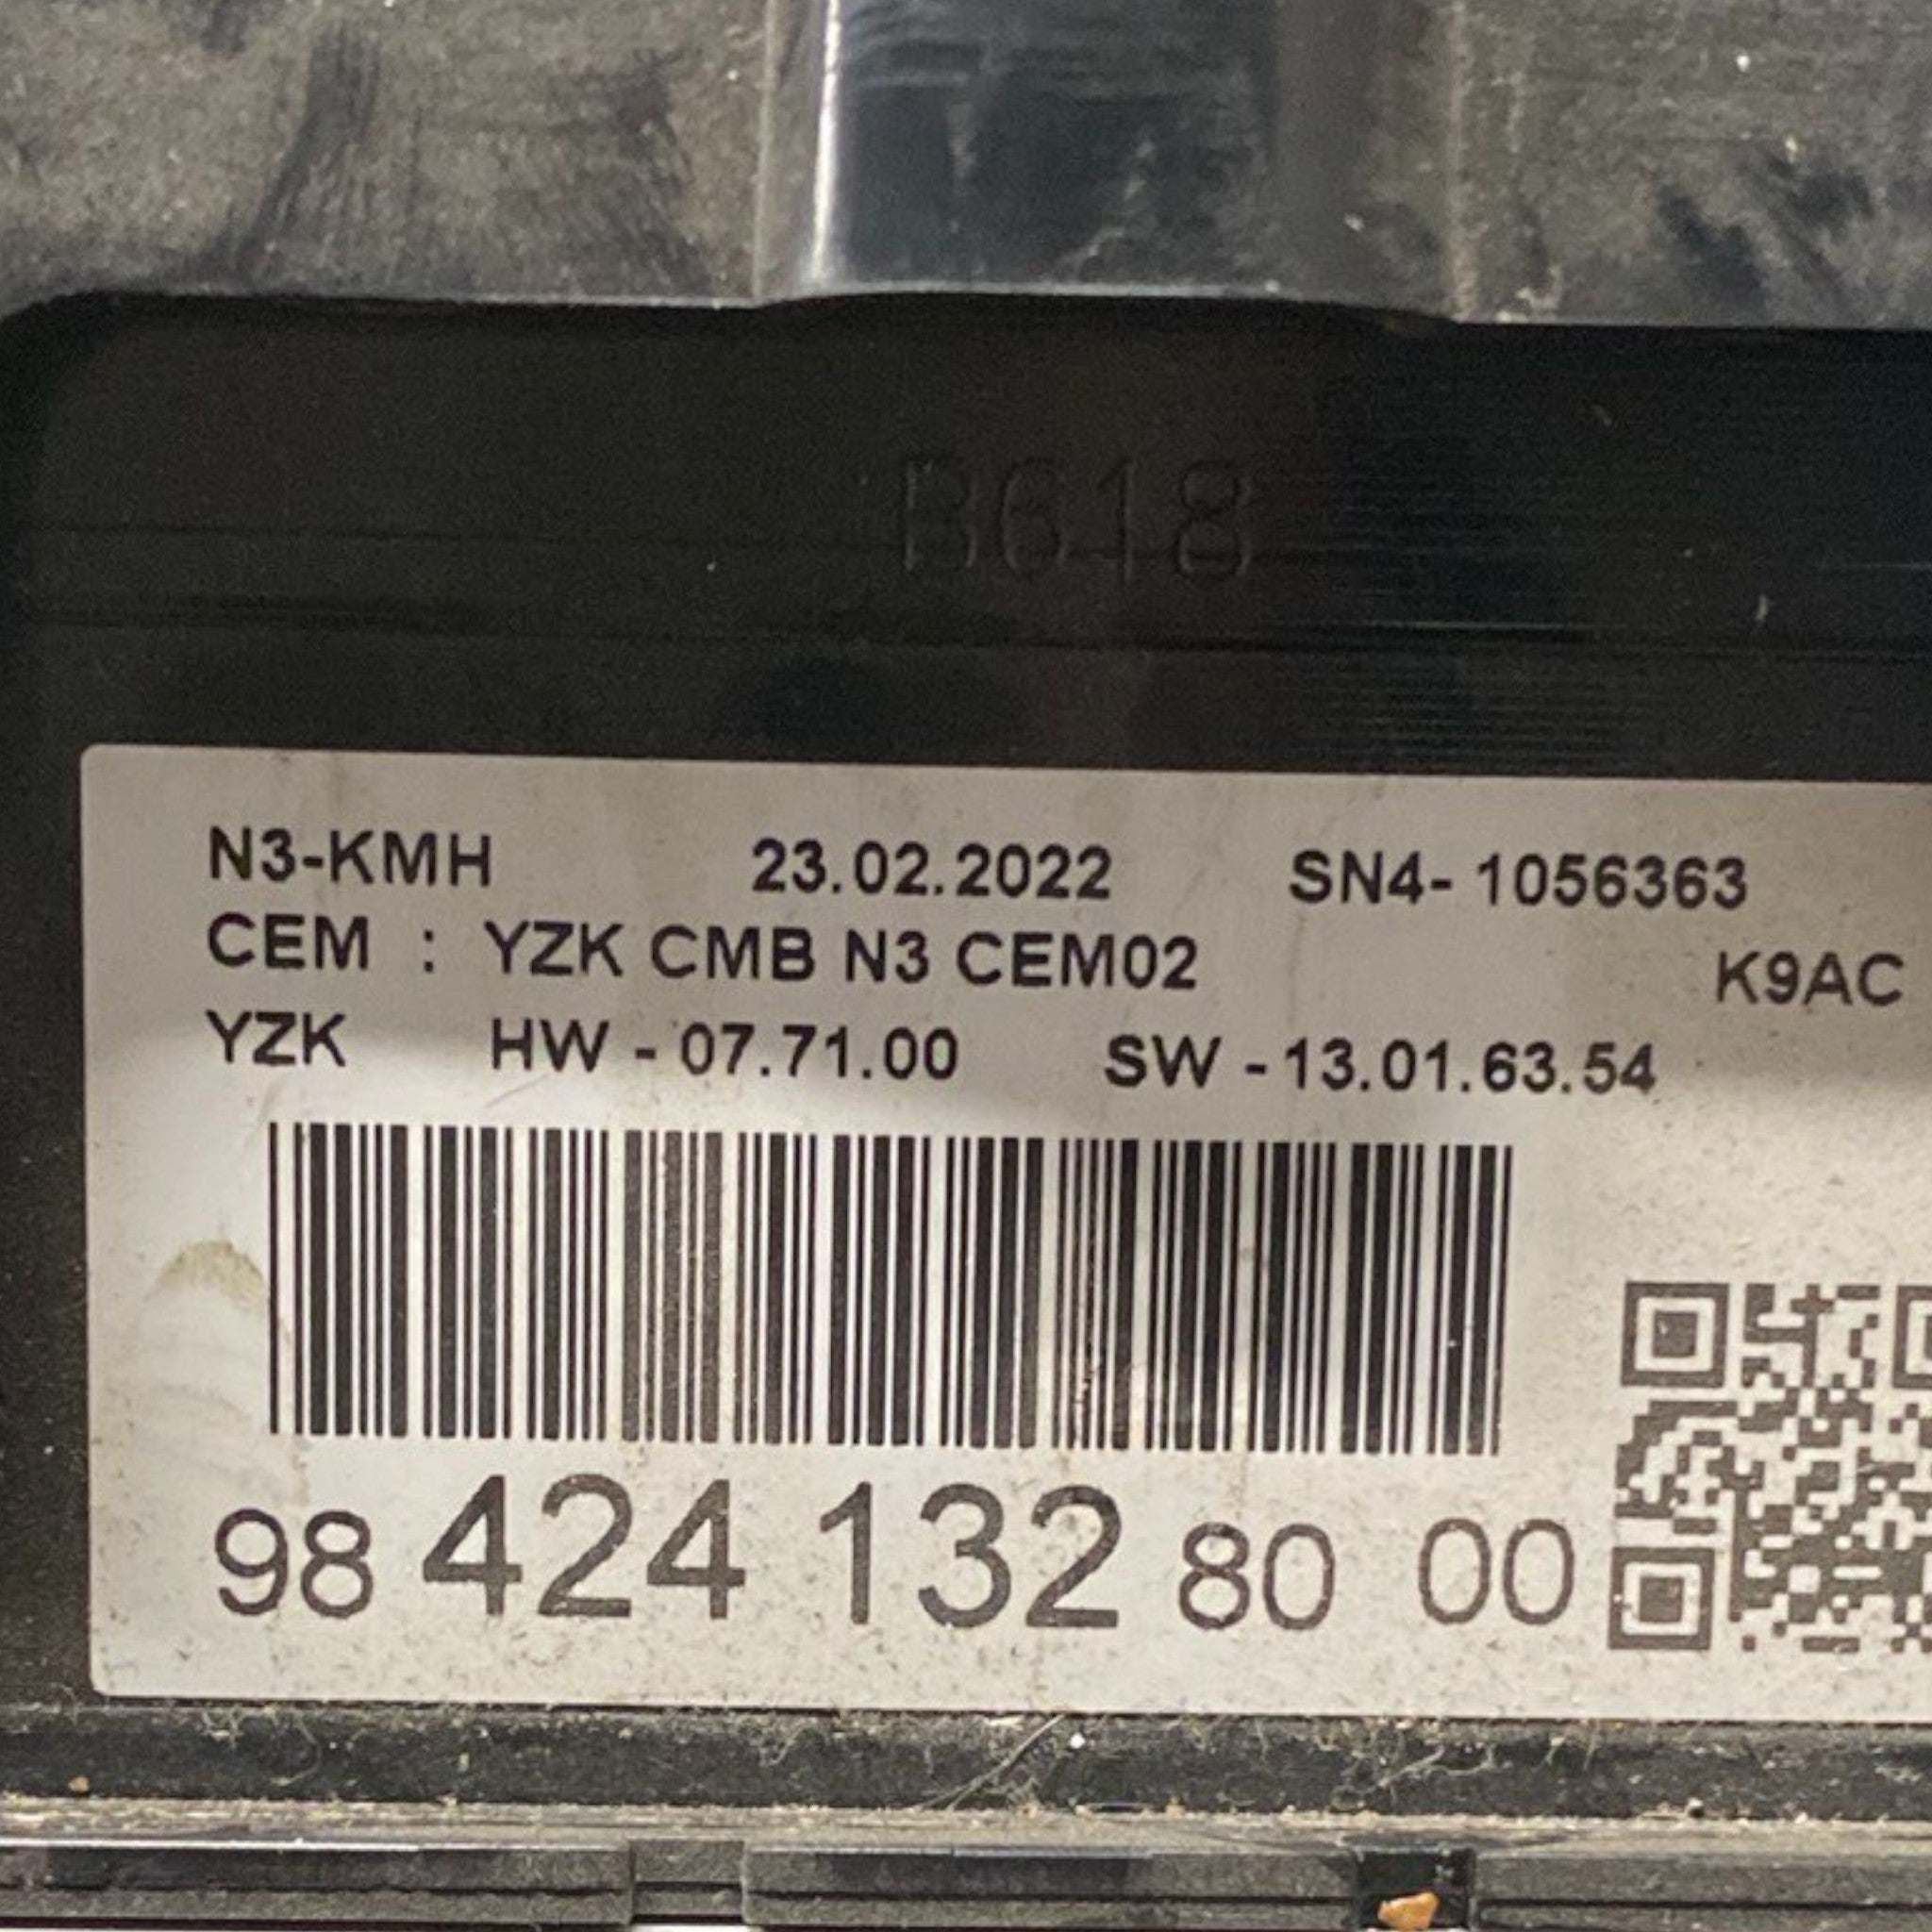 B618
N3-KMH 23.02.2022 SN4- 1056363
CEM : YZK CMB N3 CEM02 K9AC
YZK HW - 07.71.00 SW - 13.01.63.54
98 424 132 80 00